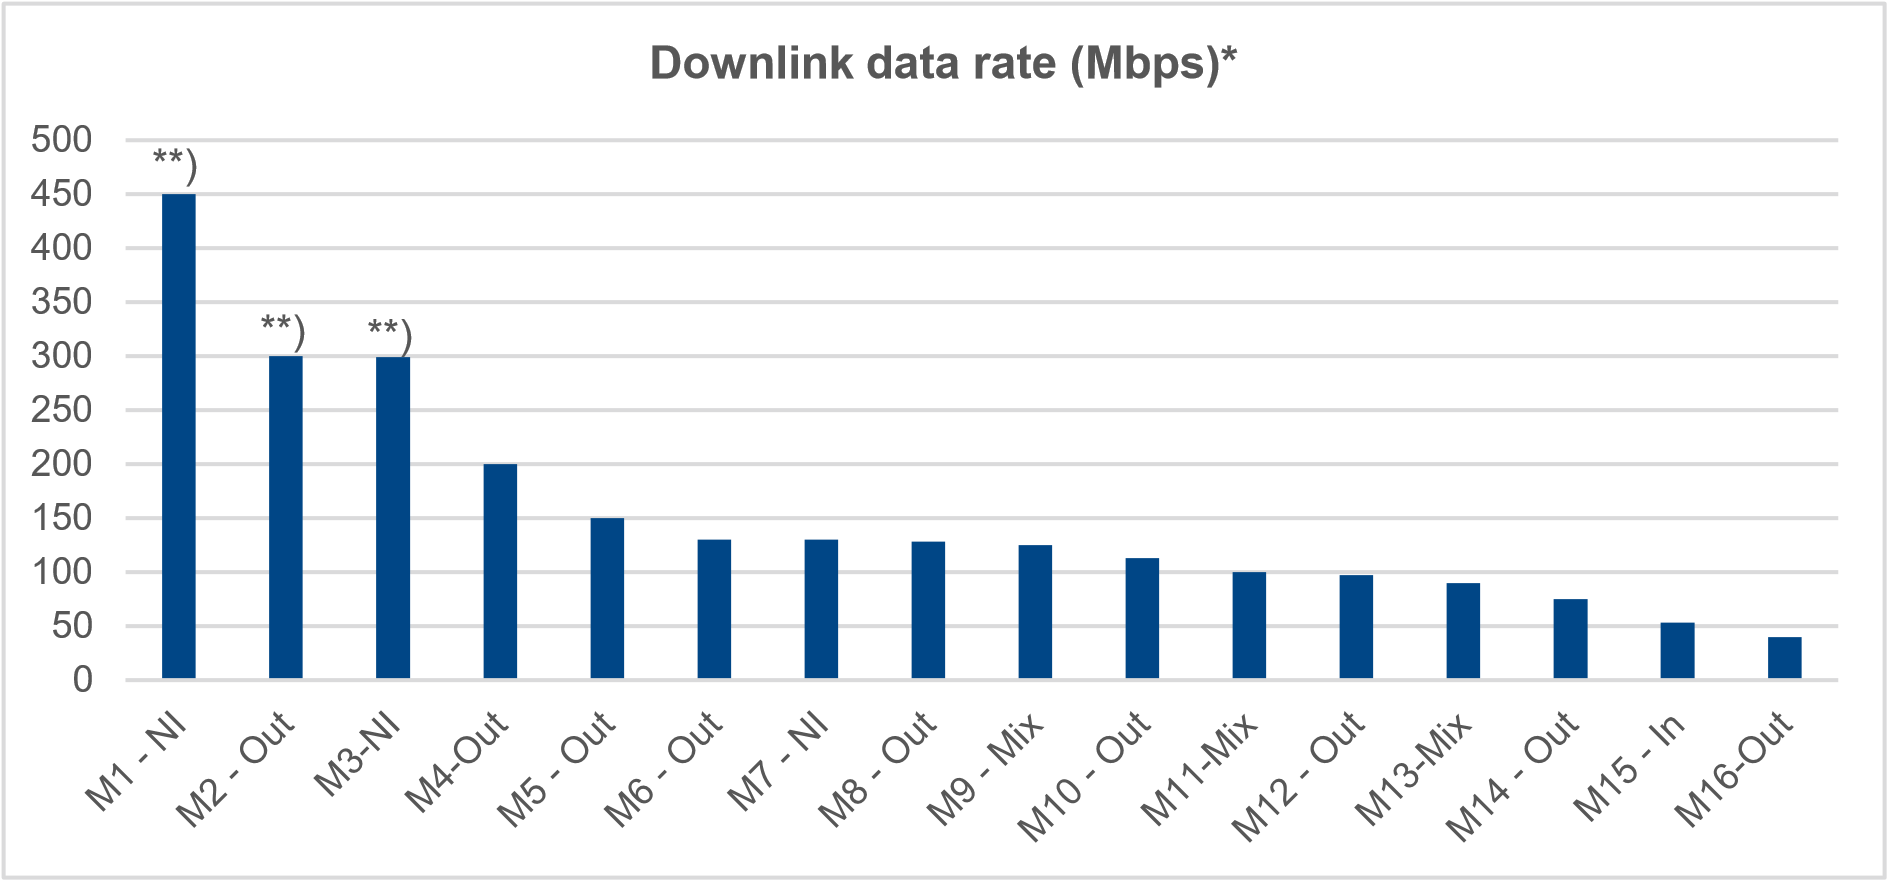 Downlink data rate (Mbps)*
500
450
400
350
300
250
200
150
100
50
0
**)
**)
**)
M1 - NI
M2 - Out
M3-NI
M4-Out
M5 - Out
M6 - Out
M7 - NI
M8 - Out
M9 - Mix
M10 - Out
M11-Mix
M12 - Out
M13-Mix
M14 - Out
M15 - In
M16-Out